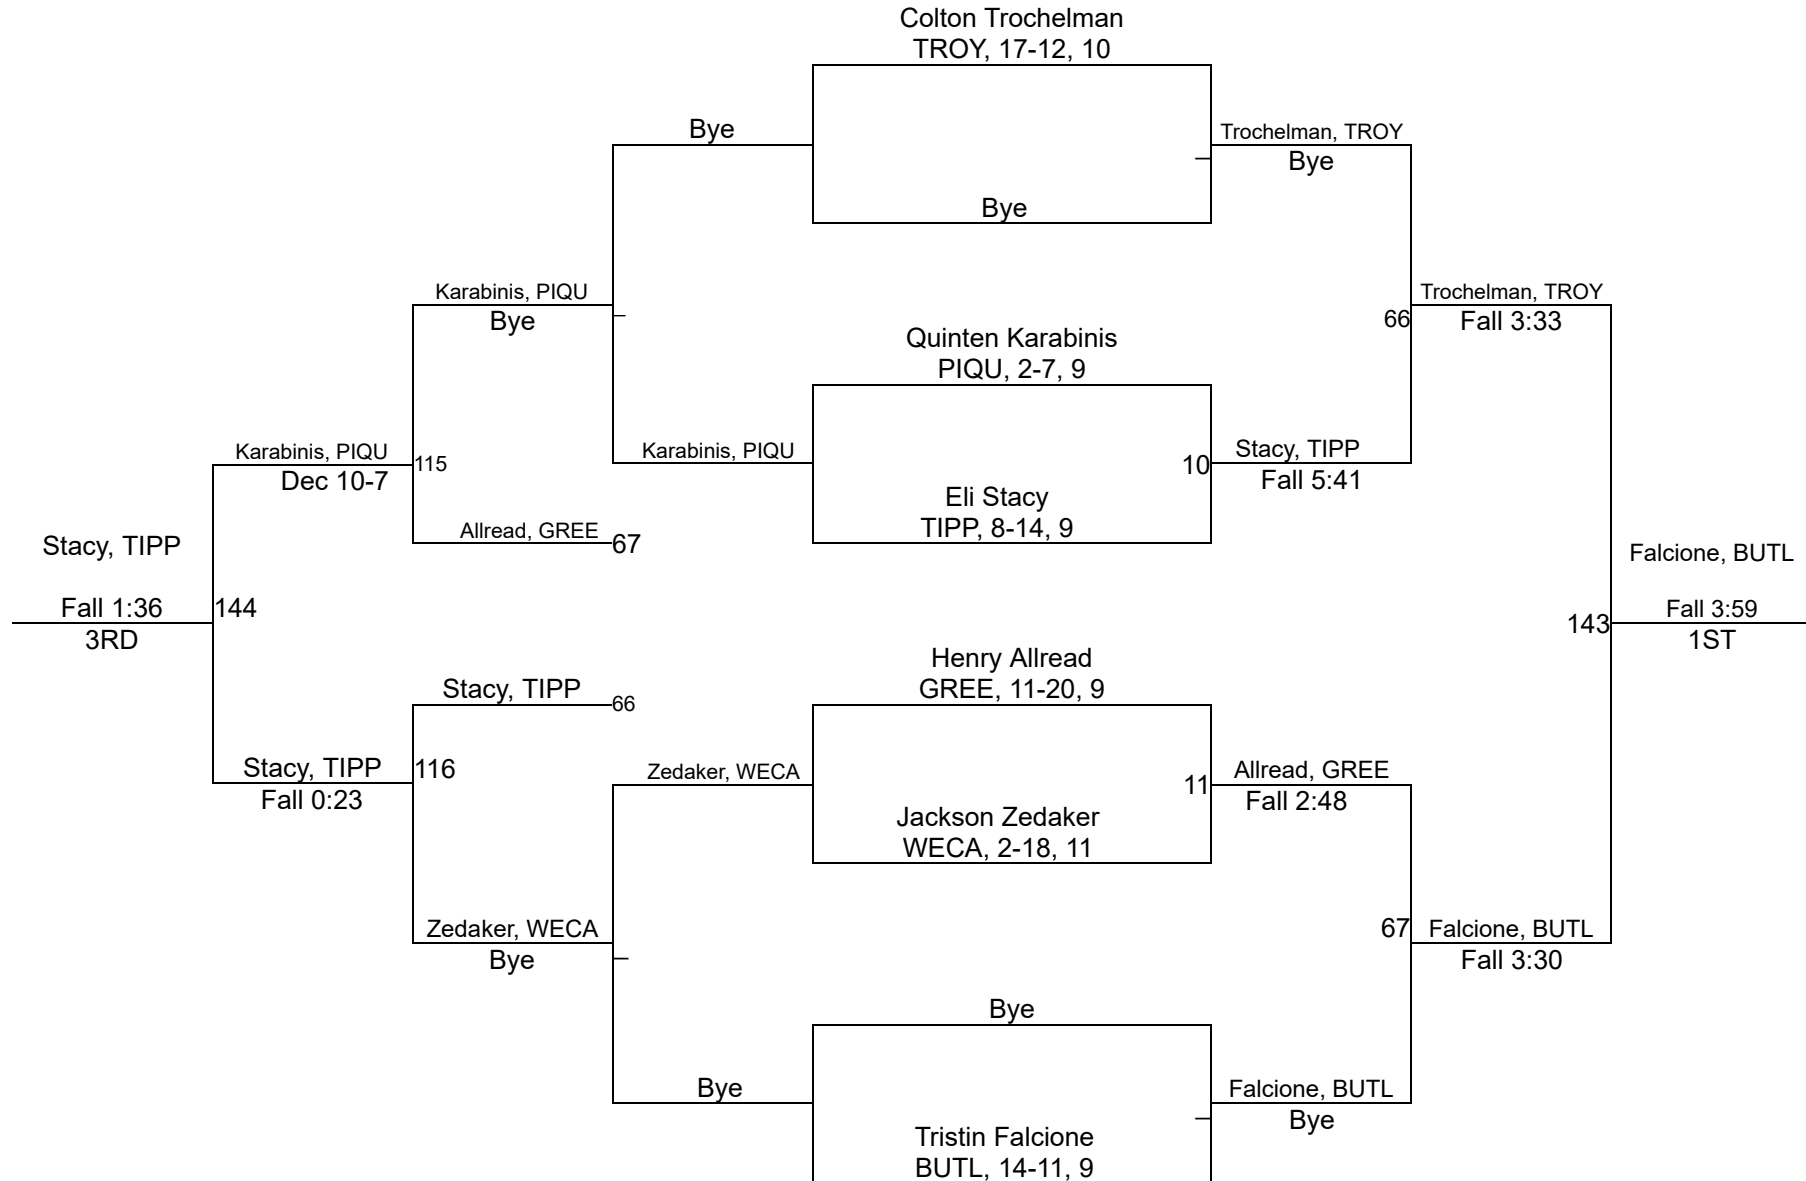 Colton Trochelman
TROY, 17-12, 10
Bye
Trochelman, TROY
Bye
Bye
Karabinis, PIQU
Bye
Trochelman, TROY
66
Fall 3:33
Quinten Karabinis
PIQU, 2-7, 9
Karabinis, PIQU
115
Dec 10-7
Karabinis, PIQU
10
Stacy, TIPP
Fall 5:41
Eli Stacy
TIPP, 8-14, 9
Allread, GREE
67
Stacy, TIPP
Fall 1:36
144
3RD
Falcione, BUTL
143
Fall 3:59
1ST
Henry Allread
GREE, 11-20, 9
Stacy, TIPP
66
Stacy, TIPP
116
Fall 0:23
Zedaker, WECA
11
Allread, GREE
Fall 2:48
Jackson Zedaker
WECA, 2-18, 11
Zedaker, WECA
Bye
67
Falcione, BUTL
Fall 3:30
Bye
Bye
Falcione, BUTL
Bye
Tristin Falcione
BUTL, 14-11, 9